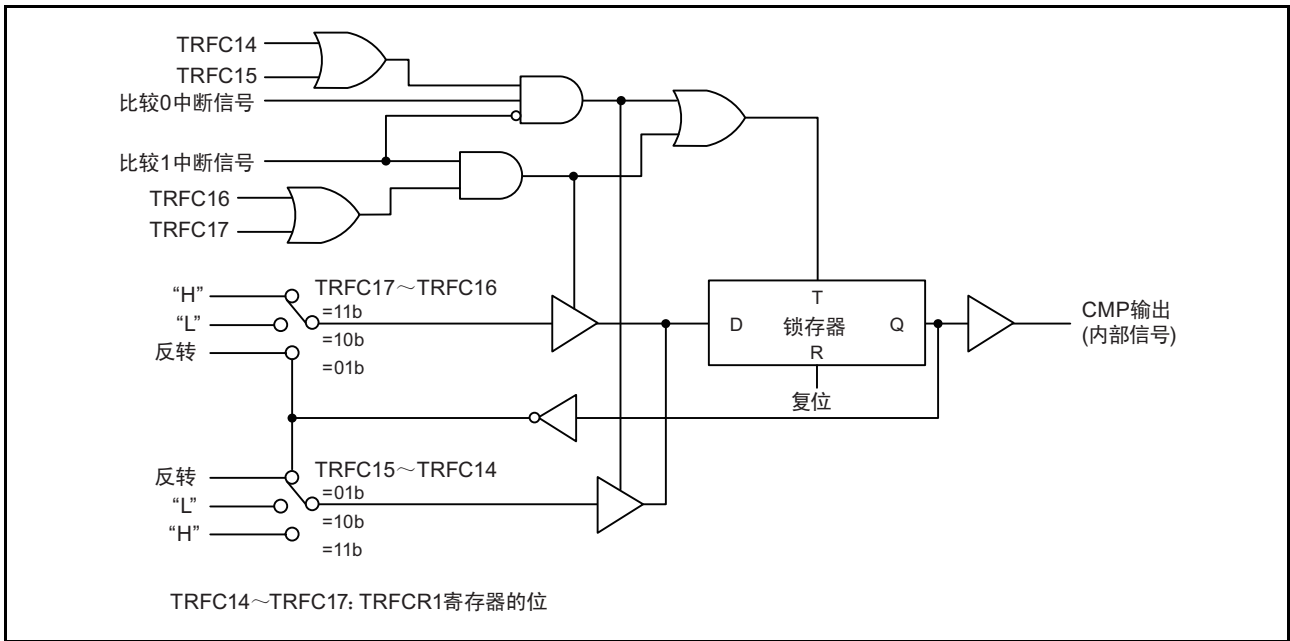 TRFC14
TRFC15
比较0中断信号
比较1中断信号
TRFC16
TRFC17
“H”
“L”
反转
TRFC17～TRFC16
=11b
=10b
=01b
T
D
锁存器
Q
R
复位
CMP输出
(内部信号)
反转
“L”
“H”
TRFC15～TRFC14
=01b
=10b
=11b
TRFC14～TRFC17: TRFCR1寄存器的位